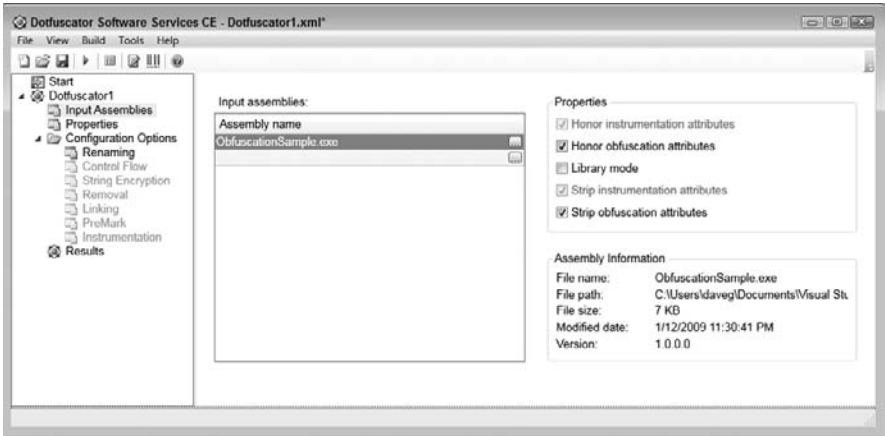 Dotfuscator Software Services CE - Dotfuscator1.xml*
File View Build Tools Help
Start
Dotfuscator1
Input Assemblies
Properties
Configuration Options
Renaming
Control Flow
String Encryption
Removal
Linking
PreMark
Instrumentation
Results
Input assemblies:
Assembly name
ObfuscationSample.exe
Properties
Honor instrumentation attributes
Honor obfuscation attributes
Library mode
Strip instrumentation attributes
Strip obfuscation attributes
Assembly Information
File name: ObfuscationSample.exe
File path: C:\Users\daveg\Documents\Visual Stu
File size: 7 KB
Modified date: 1/12/2009 11:30:41 PM
Version: 1.0.0.0